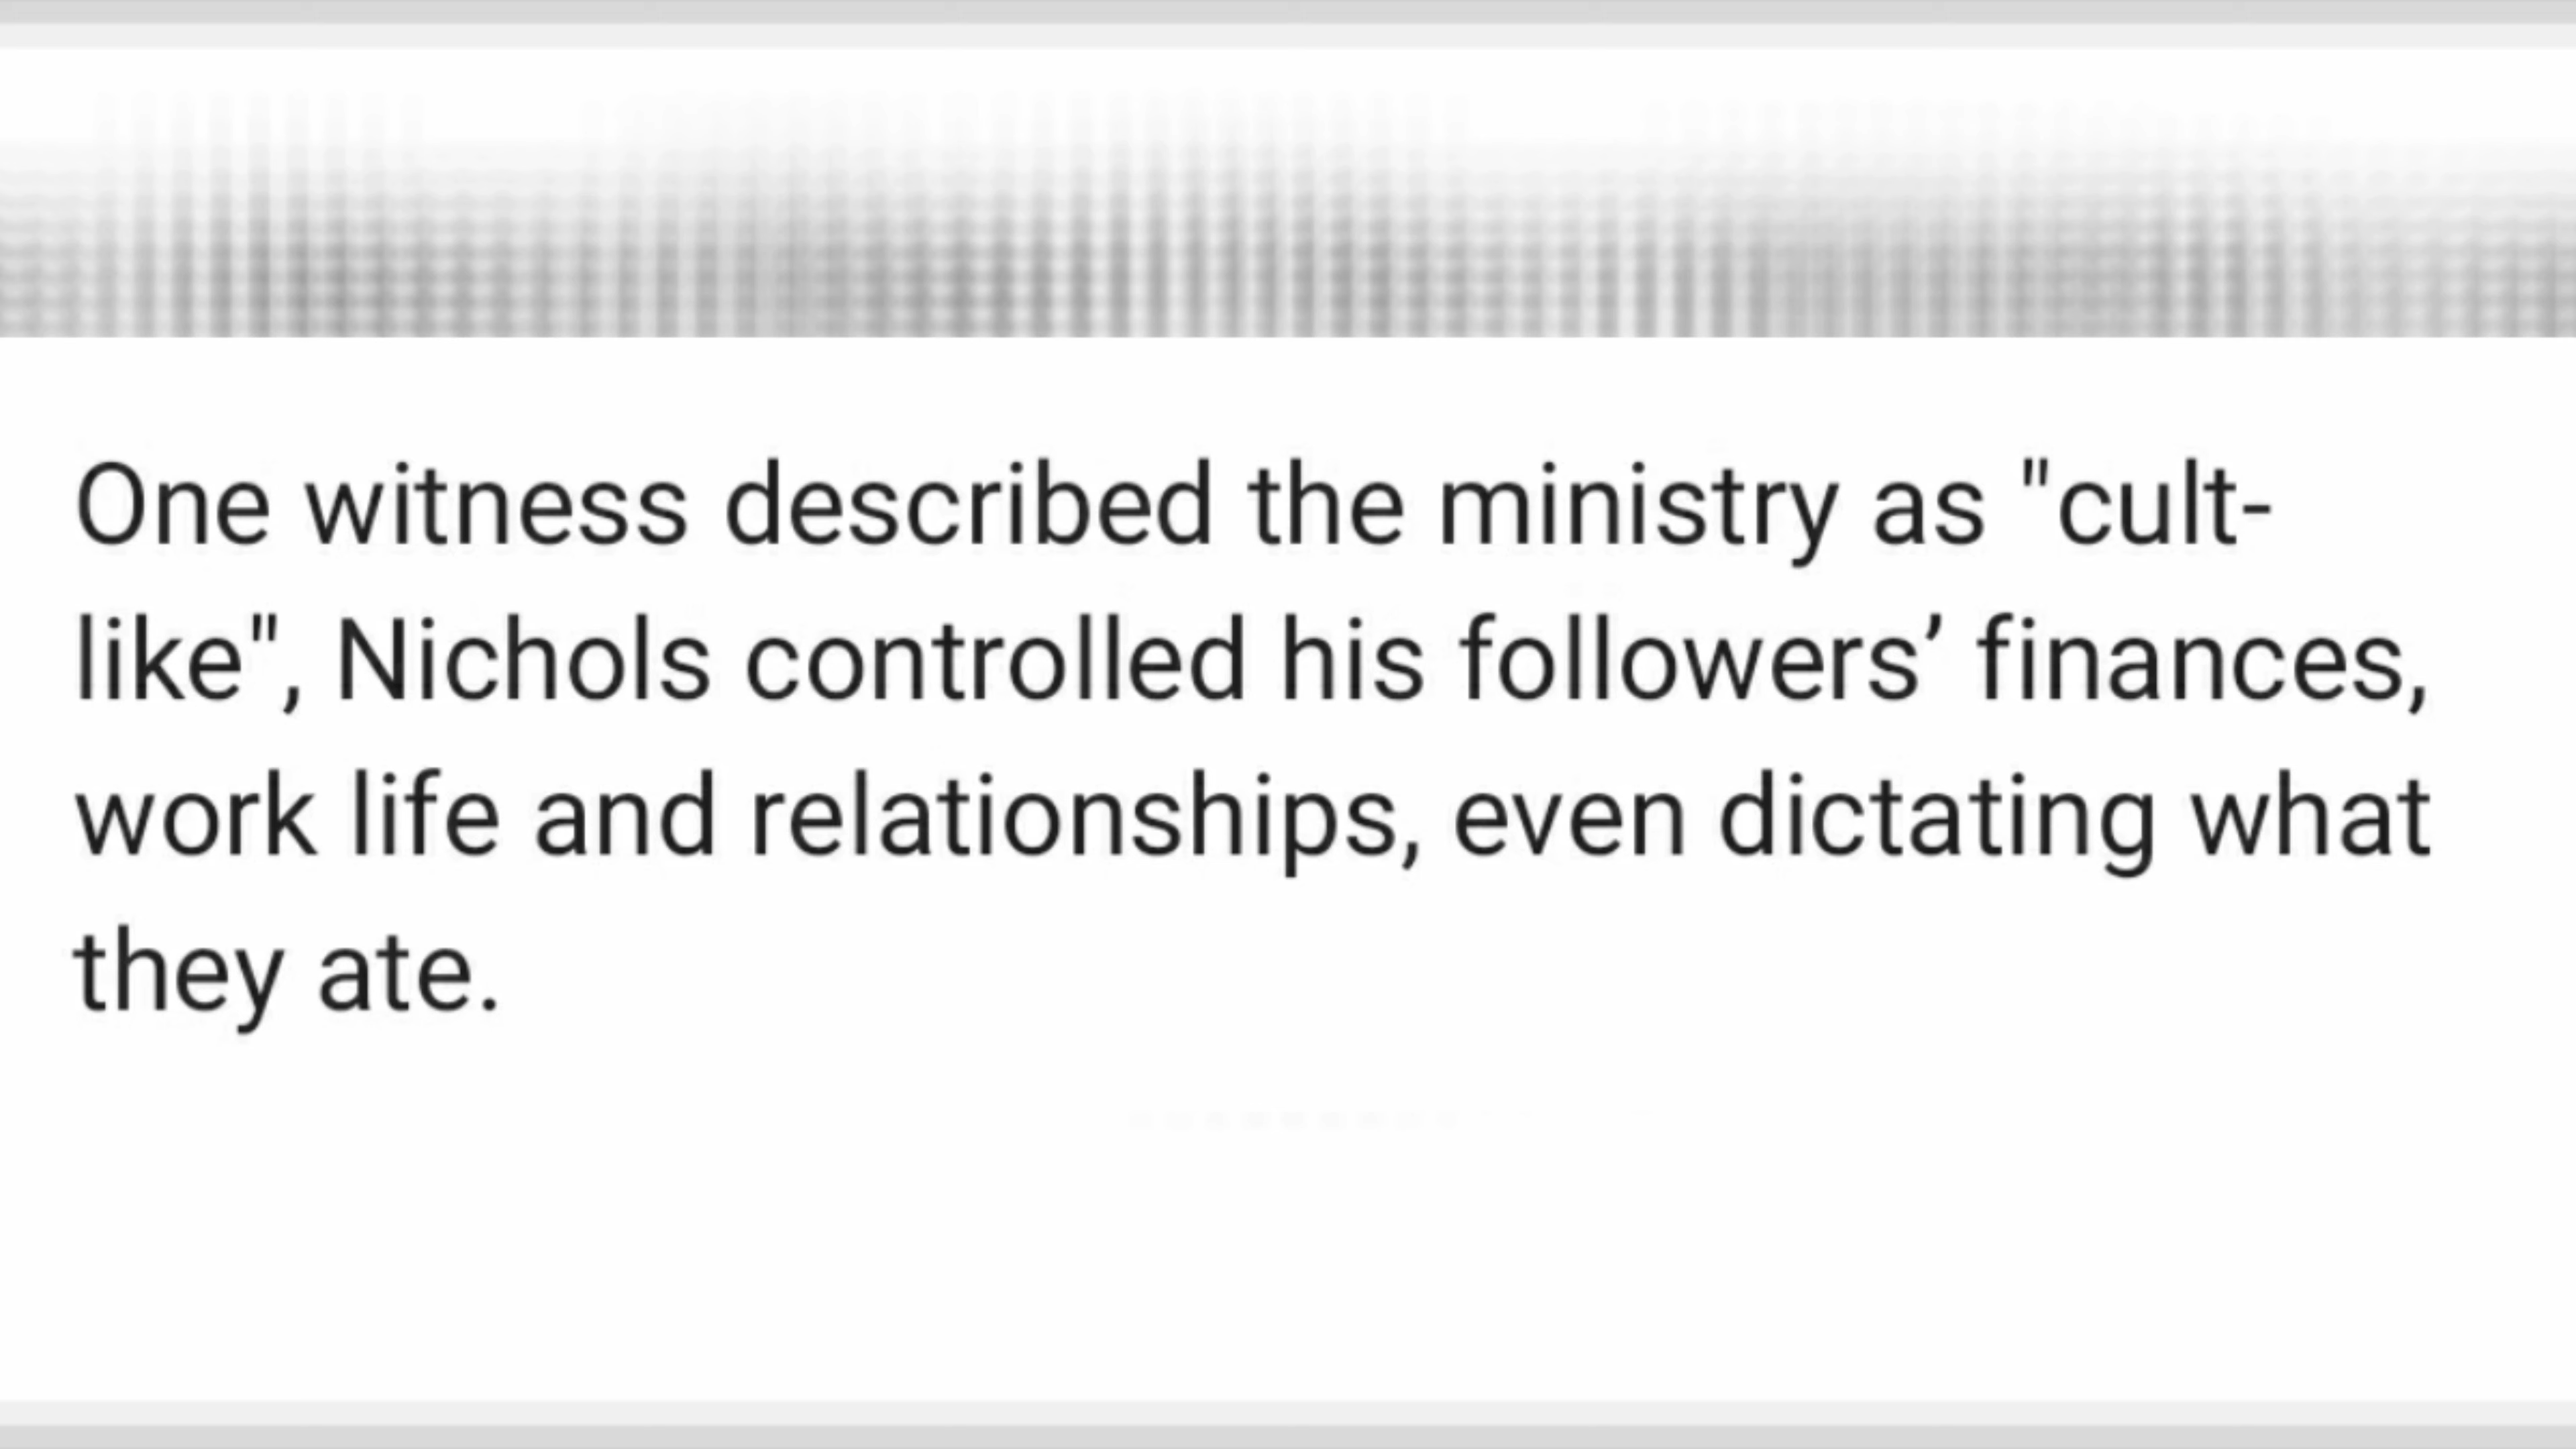 One witness described the ministry as "cult-
like", Nichols controlled his followers’ finances,
work life and relationships, even dictating what
they ate.